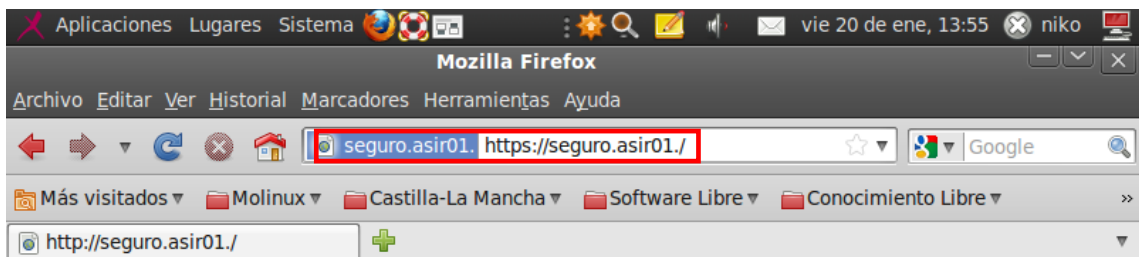 Aplicaciones Lugares Sistema vie 20 de ene, 13:55 niko
Mozilla Firefox
Archivo Editar Ver Historial Marcadores Herramientas Ayuda
seguro.asir01. https://seguro.asir01./ Google
Más visitados Molinux Castilla-La Mancha Software Libre Conocimiento Libre »
http://seguro.asir01./